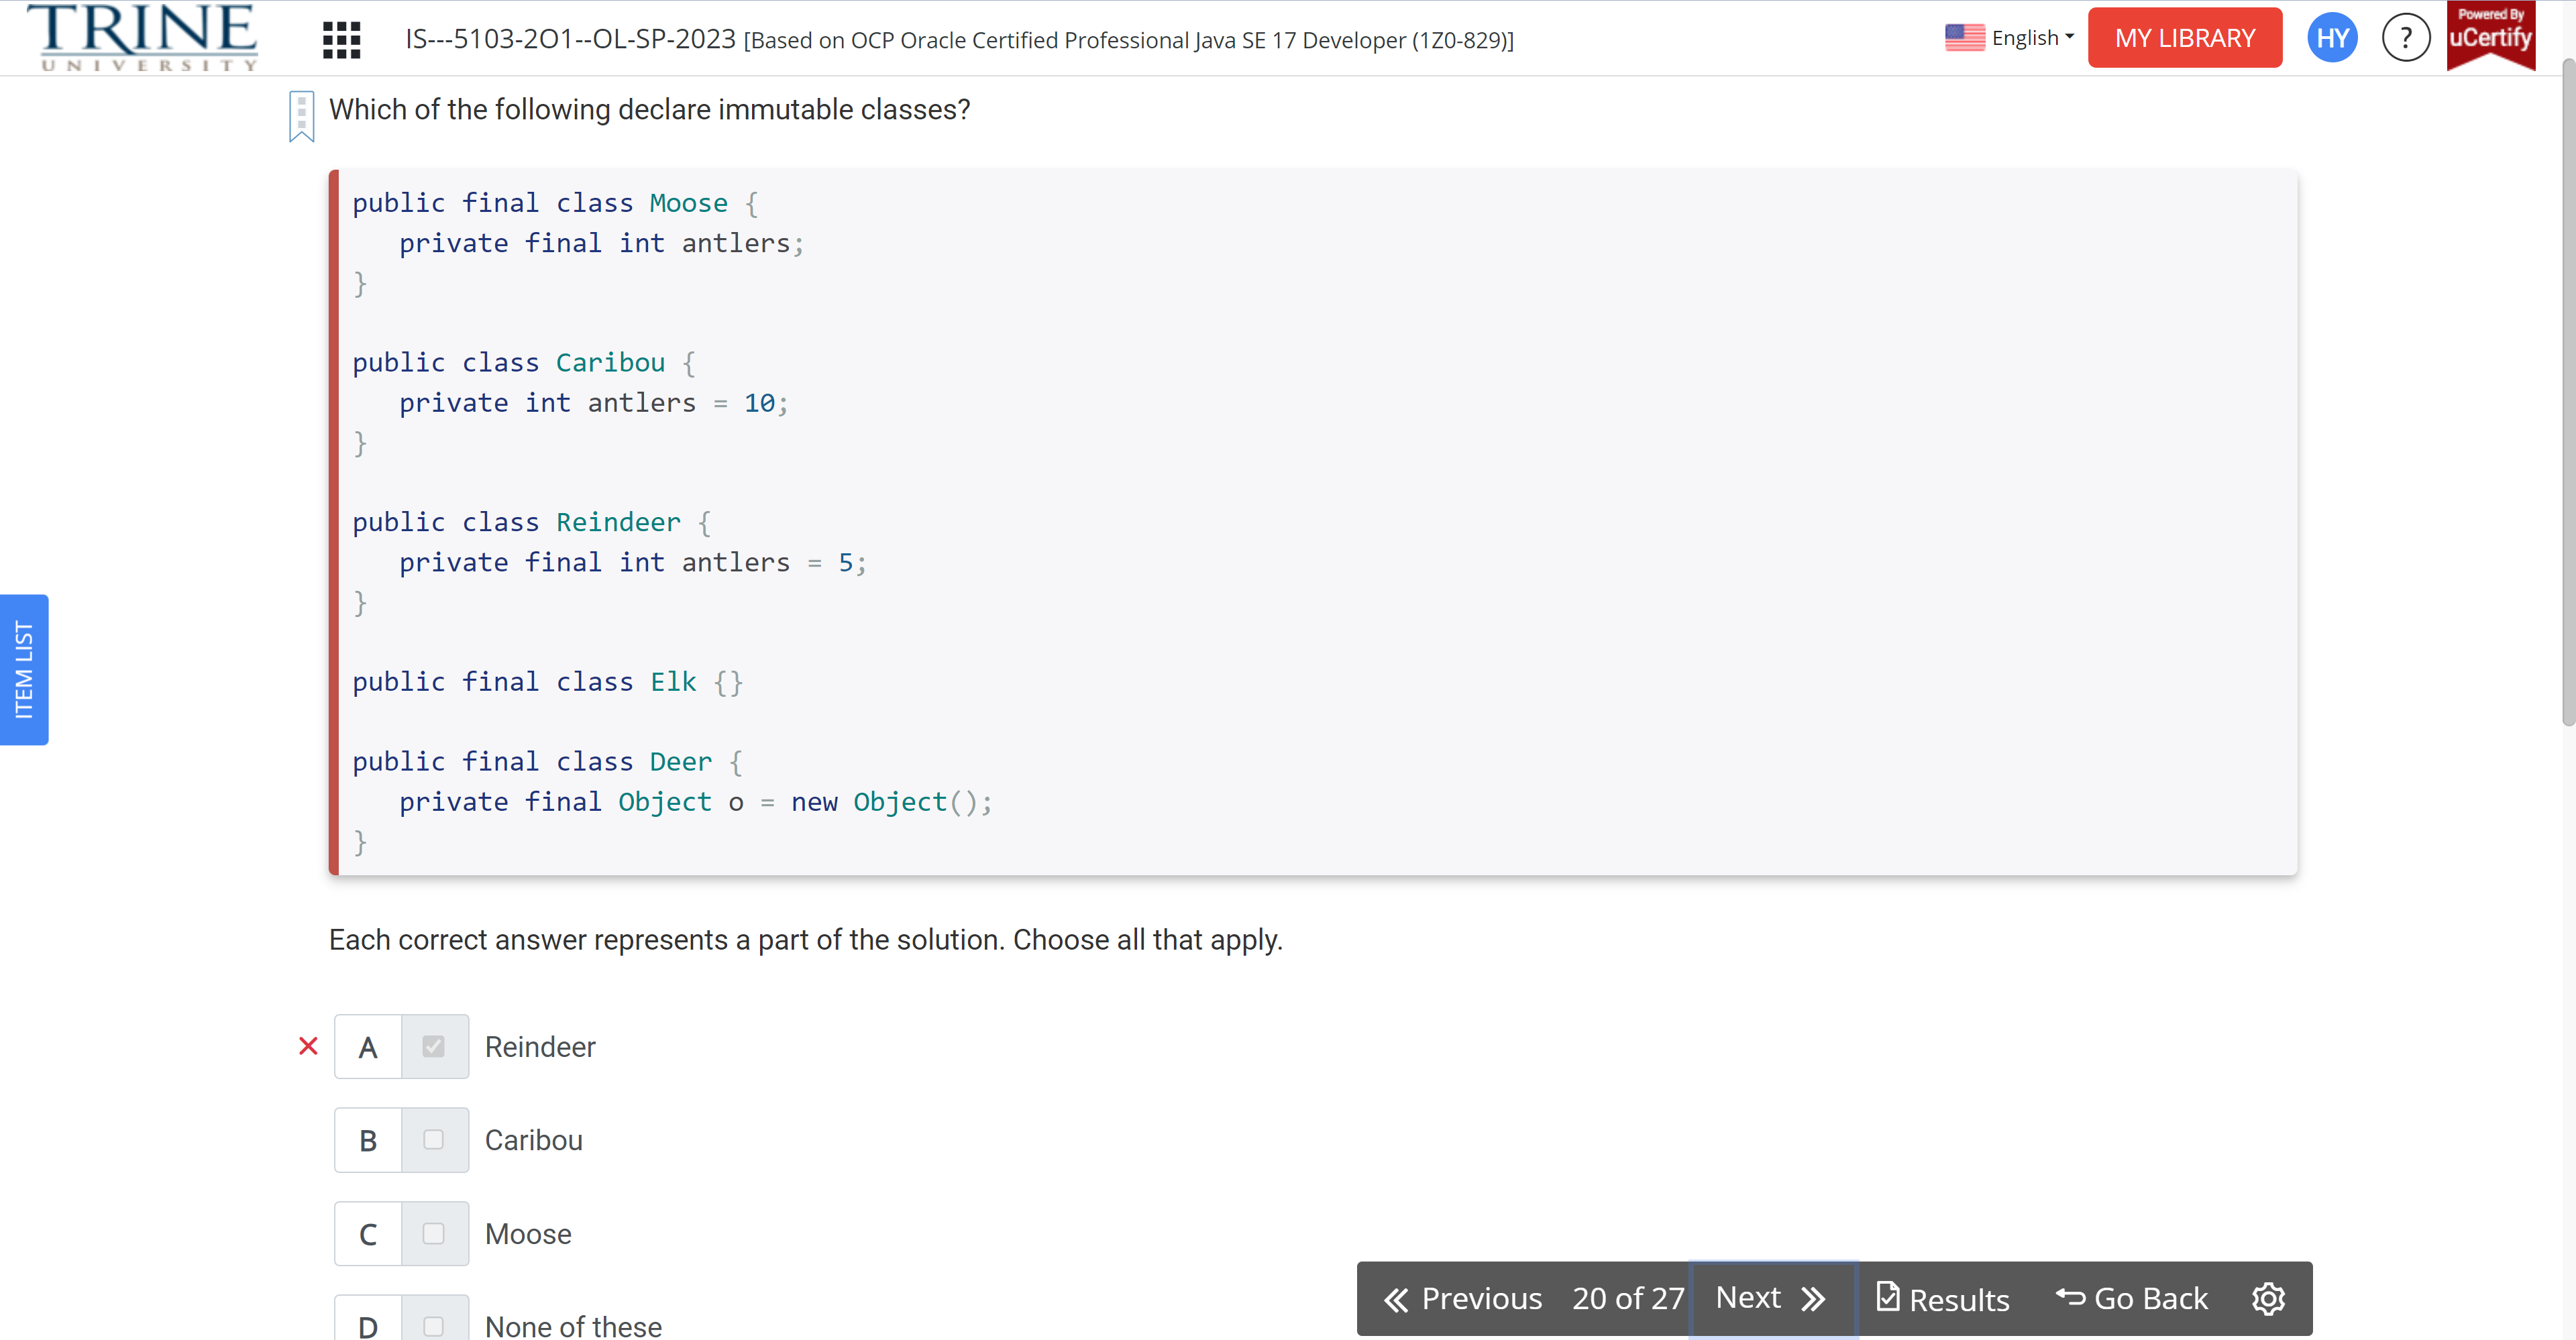 TRINE
UNIVERSITY
IS---5103-2O1--OL-SP-2023 [Based on OCP Oracle Certified Professional Java SE 17 Developer (1Z0-829)]
English
MY LIBRARY
HY
?
Powered By
uCertify
Which of the following declare immutable classes?
public final class Moose {
   private final int antlers;
}
public class Caribou {
   private int antlers = 10;
}
public class Reindeer {
   private final int antlers = 5;
}
public final class Elk {}
public final class Deer {
   private final Object o = new Object();
}
ITEM LIST
Each correct answer represents a part of the solution. Choose all that apply.
A Reindeer
B Caribou
C Moose
D None of these
Previous 20 of 27 Next Results Go Back